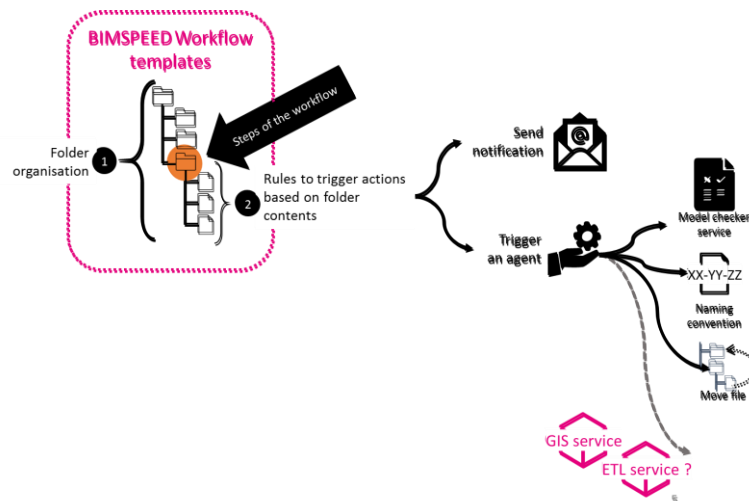 BIMSPEED Workflow
templates
Steps of the workflow
Folder
organisation
1
2
Rules to trigger actions
based on folder
contents
Send
notification
@
Trigger
an agent
Model checker
service
XX-YY-ZZ
Naming
convention
Move file
GIS service
ETL service ?